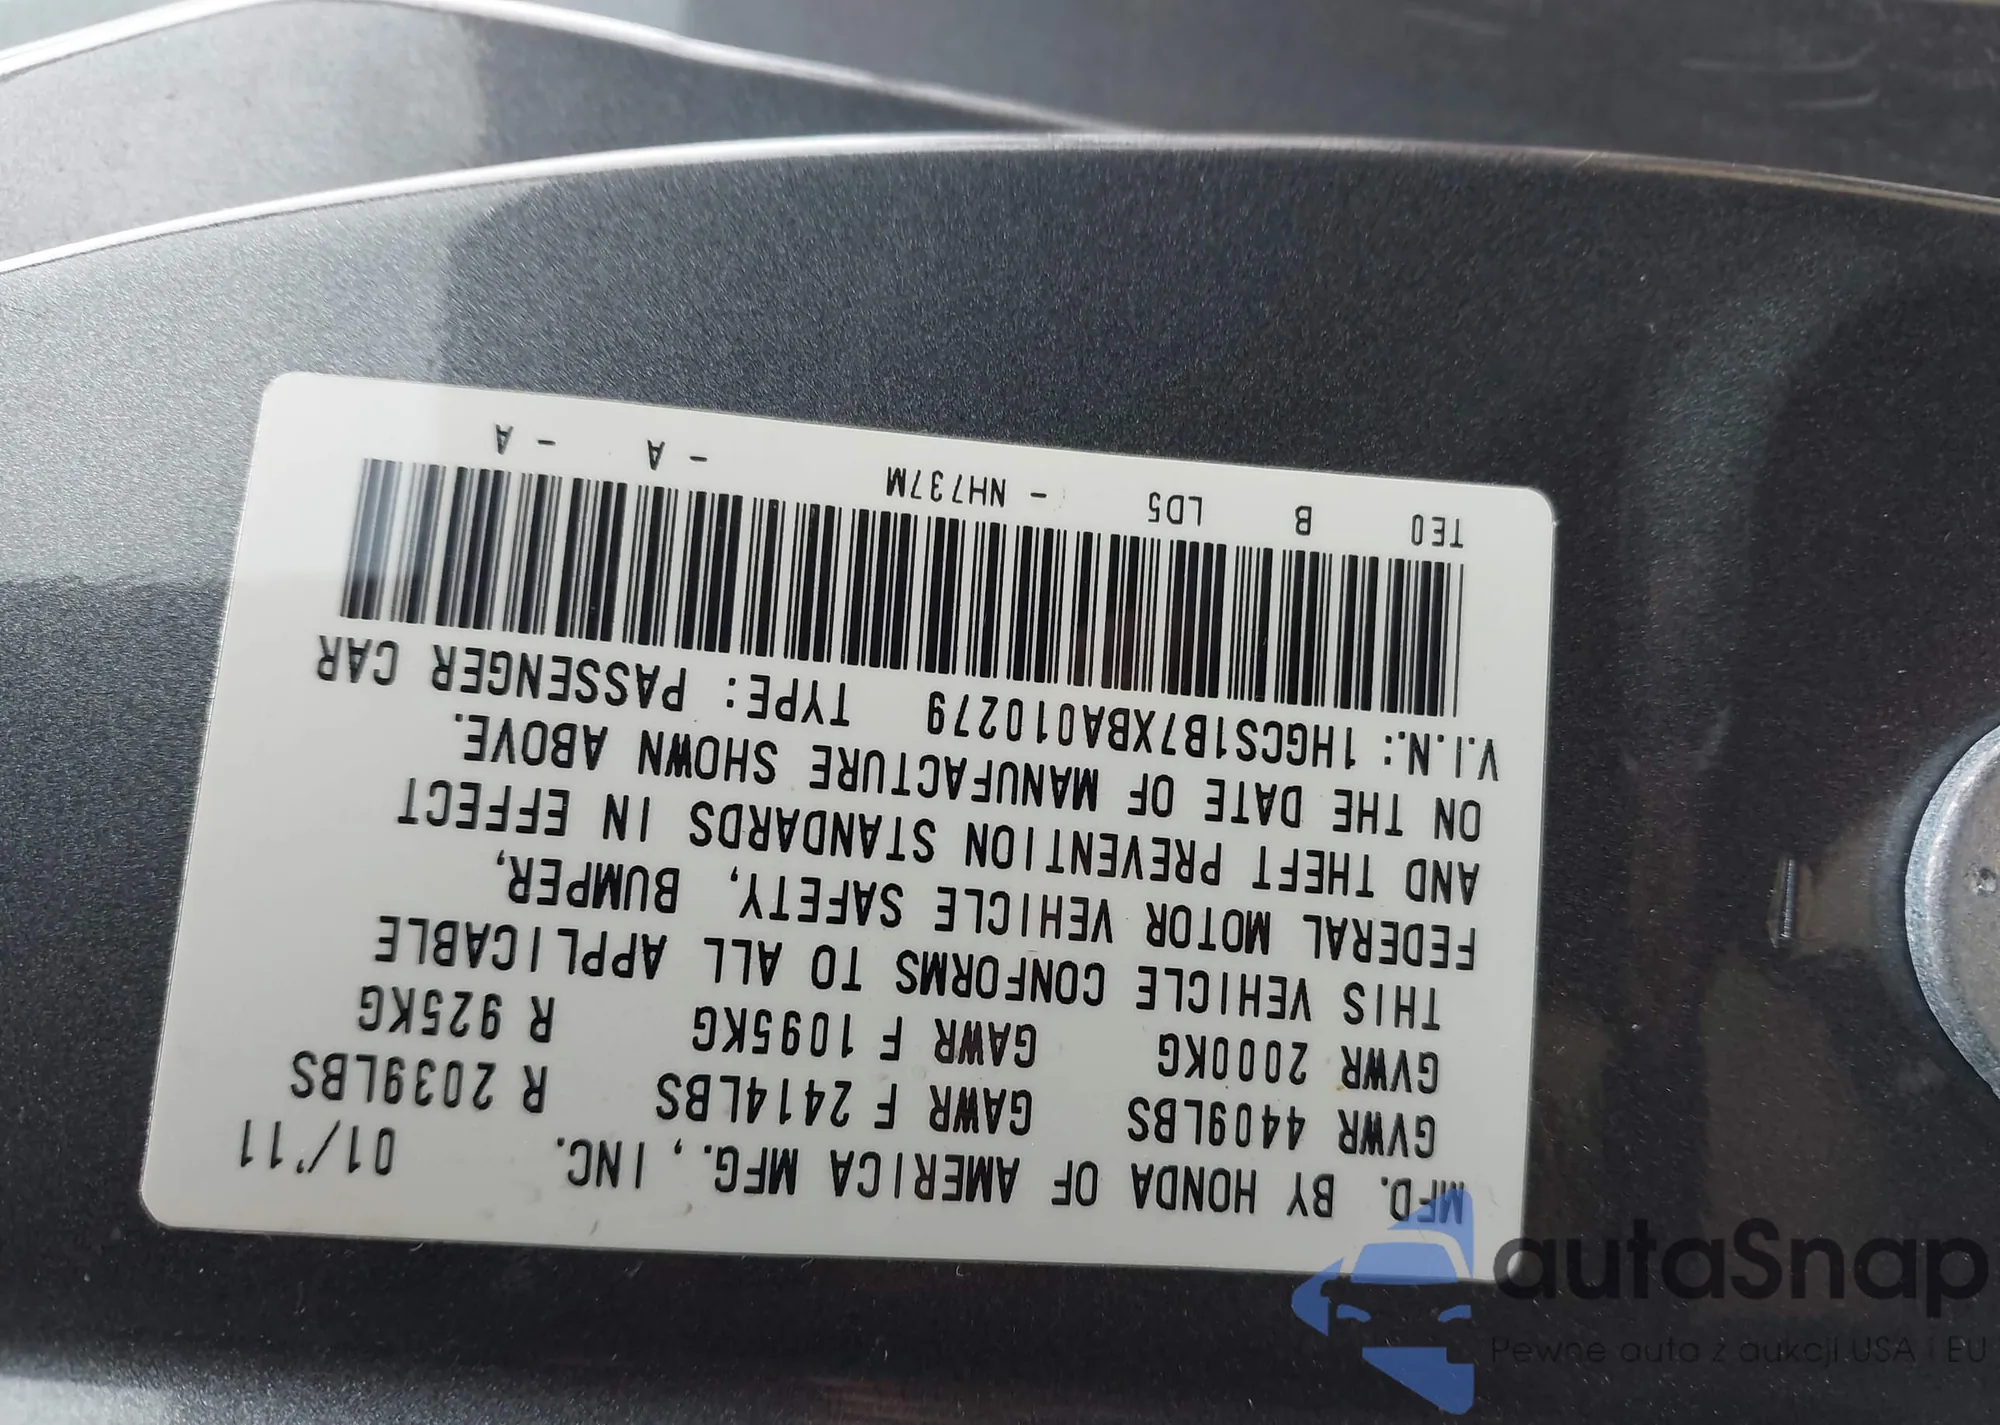 MFD. BY HONDA OF AMERICA MFG., INC. 01/'11
GVWR 4409LBS GAWR F 2414LBS R 2039LBS
GVWR 2000KG GAWR F 1095KG R 925KG
THIS VEHICLE CONFORMS TO ALL APPLICABLE
FEDERAL MOTOR VEHICLE SAFETY, BUMPER,
AND THEFT PREVENTION STANDARDS IN EFFECT
ON THE DATE OF MANUFACTURE SHOWN ABOVE.
V.I.N.: 1HGCS1B7XBA010279 TYPE: PASSENGER CAR
TE0 B LD5 - NH737M - A - A
autaSnap
Pewne auta z aukcji USA i EU